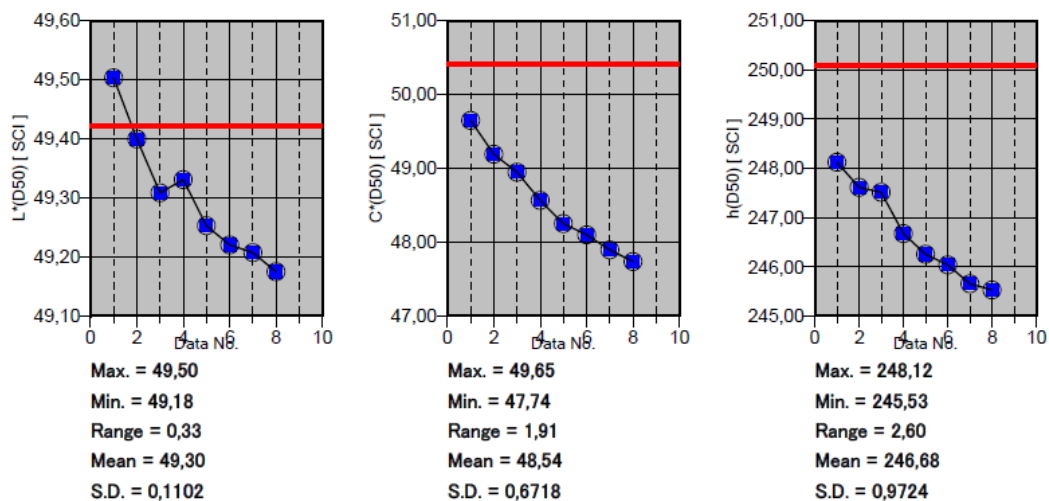 49,60
49,50
49,40
49,30
49,20
49,10
L*(D50) [ SCI ]
0 2 4 6 8 10
Data No.
Max. = 49,50
Min. = 49,18
Range = 0,33
Mean = 49,30
S.D. = 0,1102
51,00
50,00
49,00
48,00
47,00
C*(D50) [ SCI ]
0 2 4 6 8 10
Data No.
Max. = 49,65
Min. = 47,74
Range = 1,91
Mean = 48,54
S.D. = 0,6718
251,00
250,00
249,00
248,00
247,00
246,00
245,00
h(D50) [ SCI ]
0 2 4 6 8 10
Data No.
Max. = 248,12
Min. = 245,53
Range = 2,60
Mean = 246,68
S.D. = 0,9724